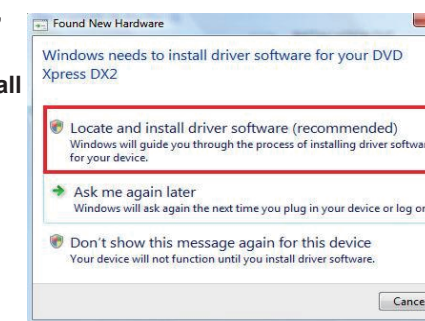 all
Found New Hardware
Windows needs to install driver software for your DVD
Xpress DX2
Locate and install driver software (recommended)
Windows will guide you through the process of installing driver
for your device.
Ask me again later
Windows will ask again the next time you plug in your device or log
Don't show this message again for this device
Your device will not function until you install driver software.